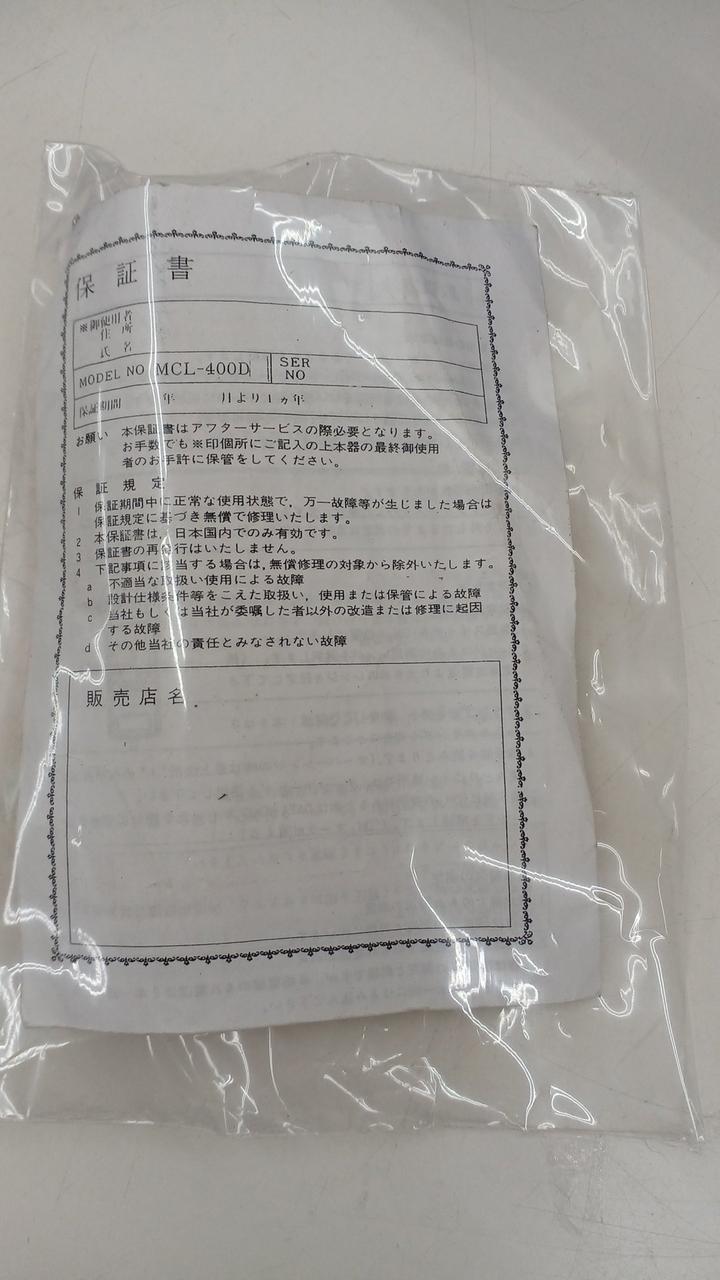 保証書
※御使用者
住所
氏名
MODEL NO MCL-400D SER NO
保証期間 年 月より1ヵ年
お願い 本保証書はアフターサービスの際必要となります。
お手数でも※印個所にご記入の上本器の最終御使用
者のお手許に保管をしてください。
保証規定
1 保証期間中に正常な使用状態で，万一故障等が生じました場合は
保証規定に基づき無償で修理いたします。
2 本保証書は，日本国内でのみ有効です。
3 保証書の再発行はいたしません。
4 下記事項に該当する場合は，無償修理の対象から除外いたします。
a 不適当な取扱い使用による故障
b 設計仕様条件等をこえた取扱い，使用または保管による故障
c 当社もしくは当社が委嘱した者以外の改造または修理に起因
する故障
d その他当社の責任とみなされない故障
販売店名